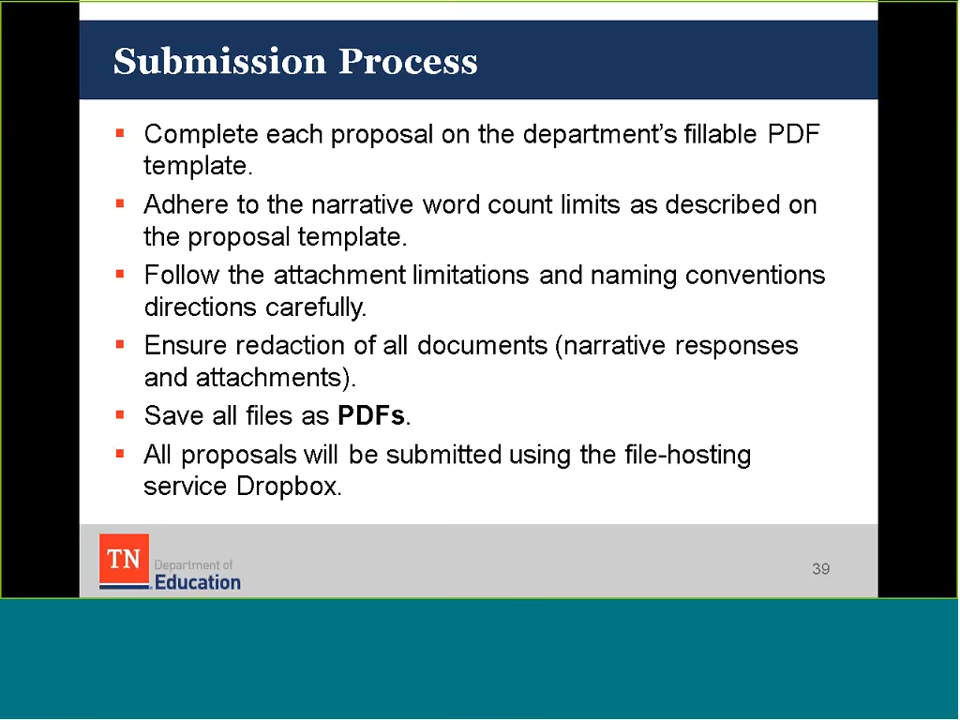 Submission Process
Complete each proposal on the department's fillable PDF
template.
Adhere to the narrative word count limits as described on
the proposal template.
Follow the attachment limitations and naming conventions
directions carefully.
Ensure redaction of all documents (narrative responses
and attachments).
Save all files as PDFs.
All proposals will be submitted using the file-hosting
service Dropbox.
TN
Department of
Education
39